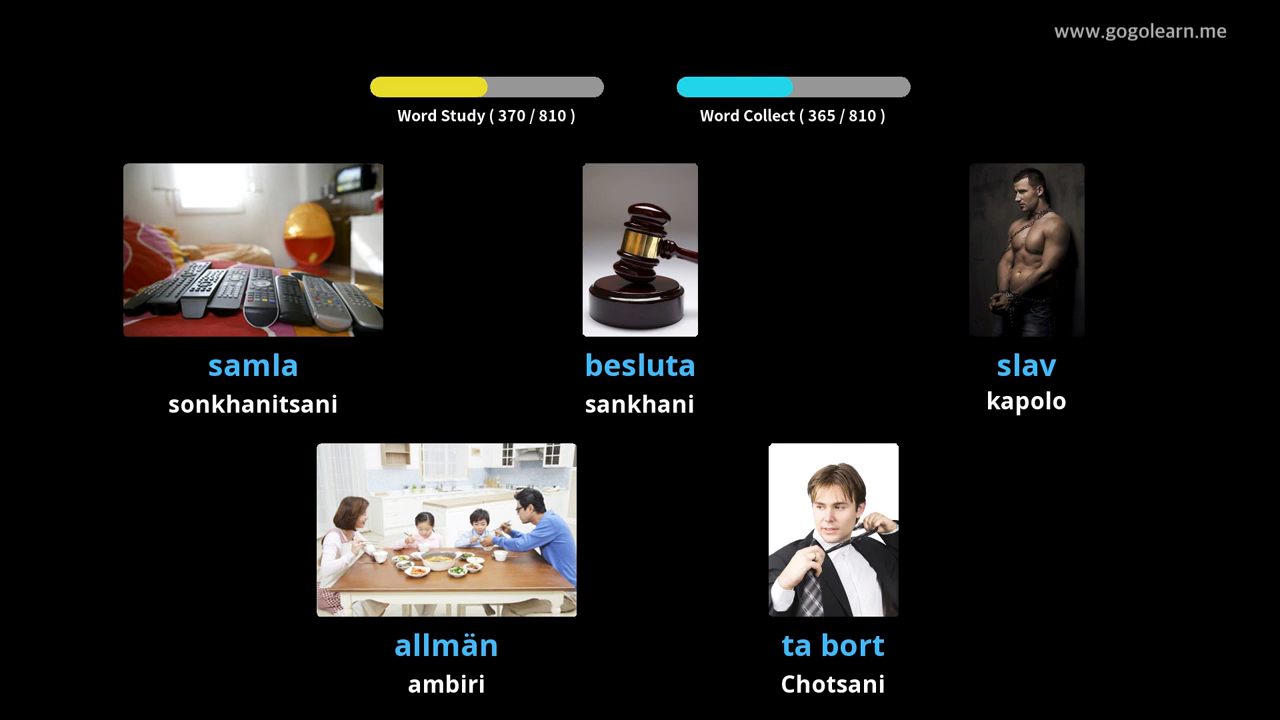 www.gogolearn.me
Word Study ( 370 / 810 )
Word Collect ( 365 / 810 )
samla
sonkhanitsani
besluta
sankhani
slav
kapolo
allmän
ambiri
ta bort
Chotsani